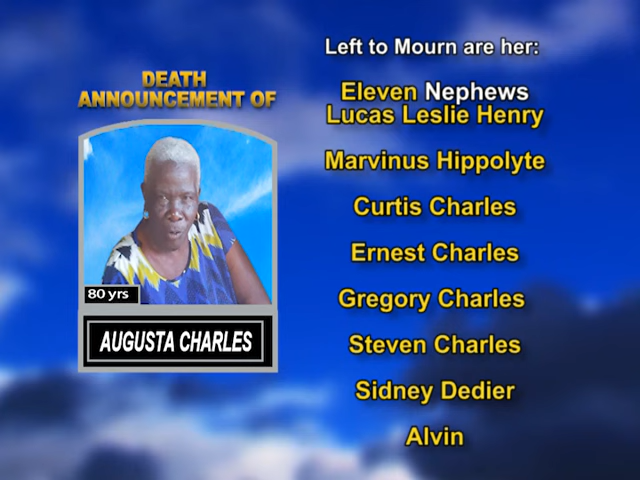 DEATH
ANNOUNCEMENT OF
80 yrs
AUGUSTA CHARLES
Left to Mourn are her:
Eleven Nephews
Lucas Leslie Henry
Marvinus Hippolyte
Curtis Charles
Ernest Charles
Gregory Charles
Steven Charles
Sidney Dedier
Alvin